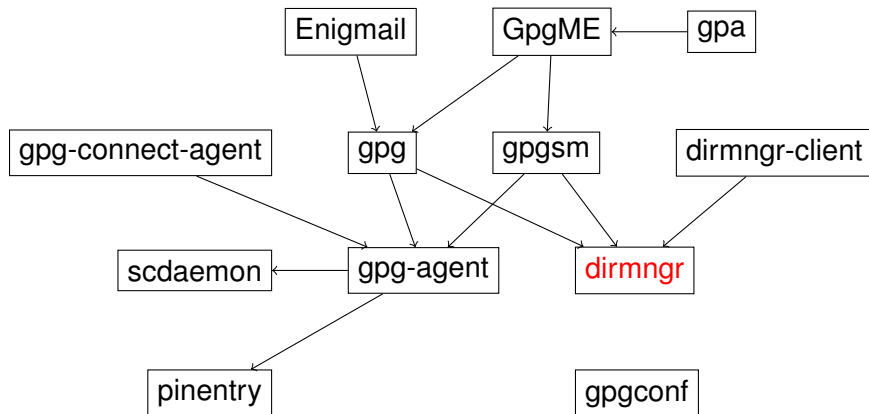 Enigmail
GpgME
gpa
gpg-connect-agent
gpg
gpgsm
dirmngr-client
scdaemon
gpg-agent
dirmngr
pinentry
gpgconf